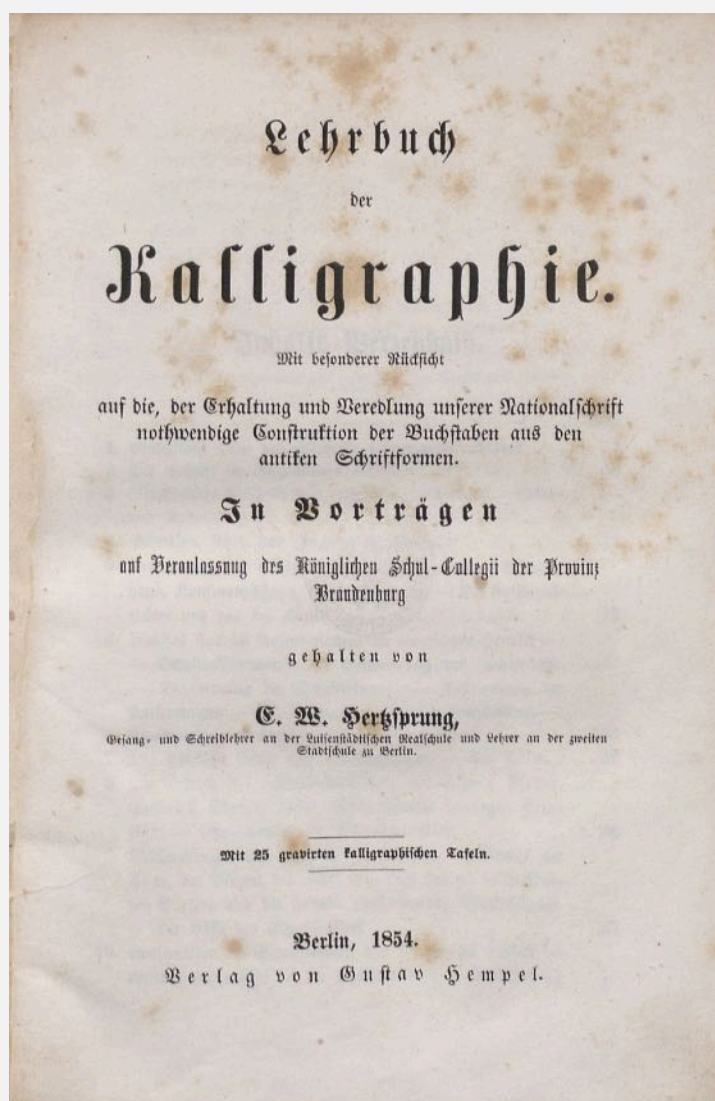 Lehrbuch
der
Kalligraphie.
Mit besonderer Rücksicht
auf die, der Erhaltung und Veredlung unserer Nationalschrift
nothwendige Construktion der Buchstaben aus den
antiken Schriftformen.
In Vorträgen
auf Veranlassung des Königlichen Schul-Collegii der Provinz
Brandenburg
gehalten von
E. W. Hertzsprung,
Gesang- und Schreiblehrer an der Luisenstädtischen Realschule und Lehrer an der zweiten
Stadtschule zu Berlin.
Mit 25 gravirten kalligraphischen Tafeln.
Berlin, 1854.
Verlag von Gustav Hempel.